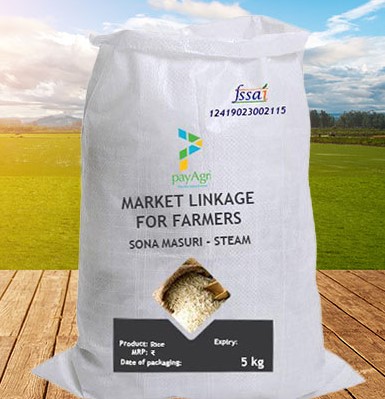 fssai
12419023002115
payAgri
MARKET LINKAGE
FOR FARMERS
SONA MASURI - STEAM
Product: Rice
MRP: ₹
Date of packaging:
Expiry:
5 kg